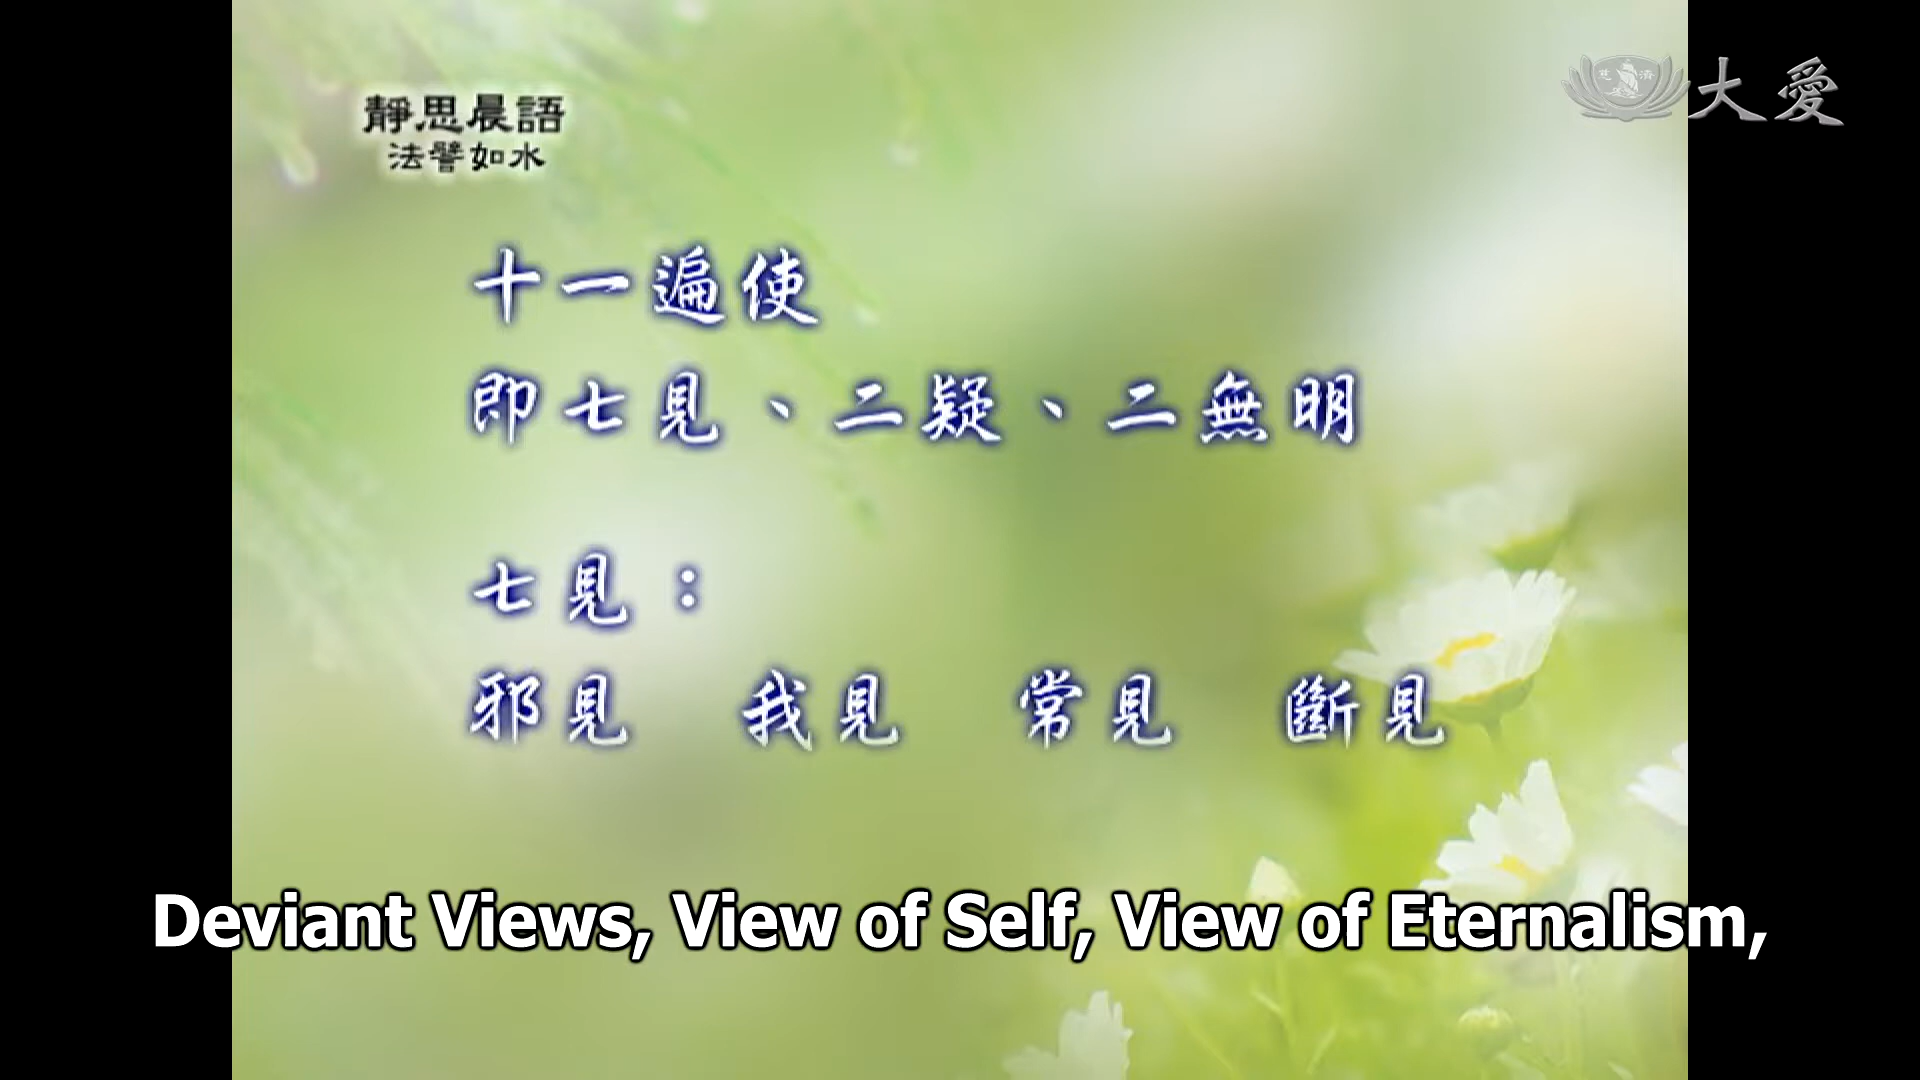 靜思晨語
法譬如水
慈濟
大愛
十一遍使
即七見、二疑、二無明
七見：
邪見 我見 常見 斷見
Deviant Views, View of Self, View of Eternalism,